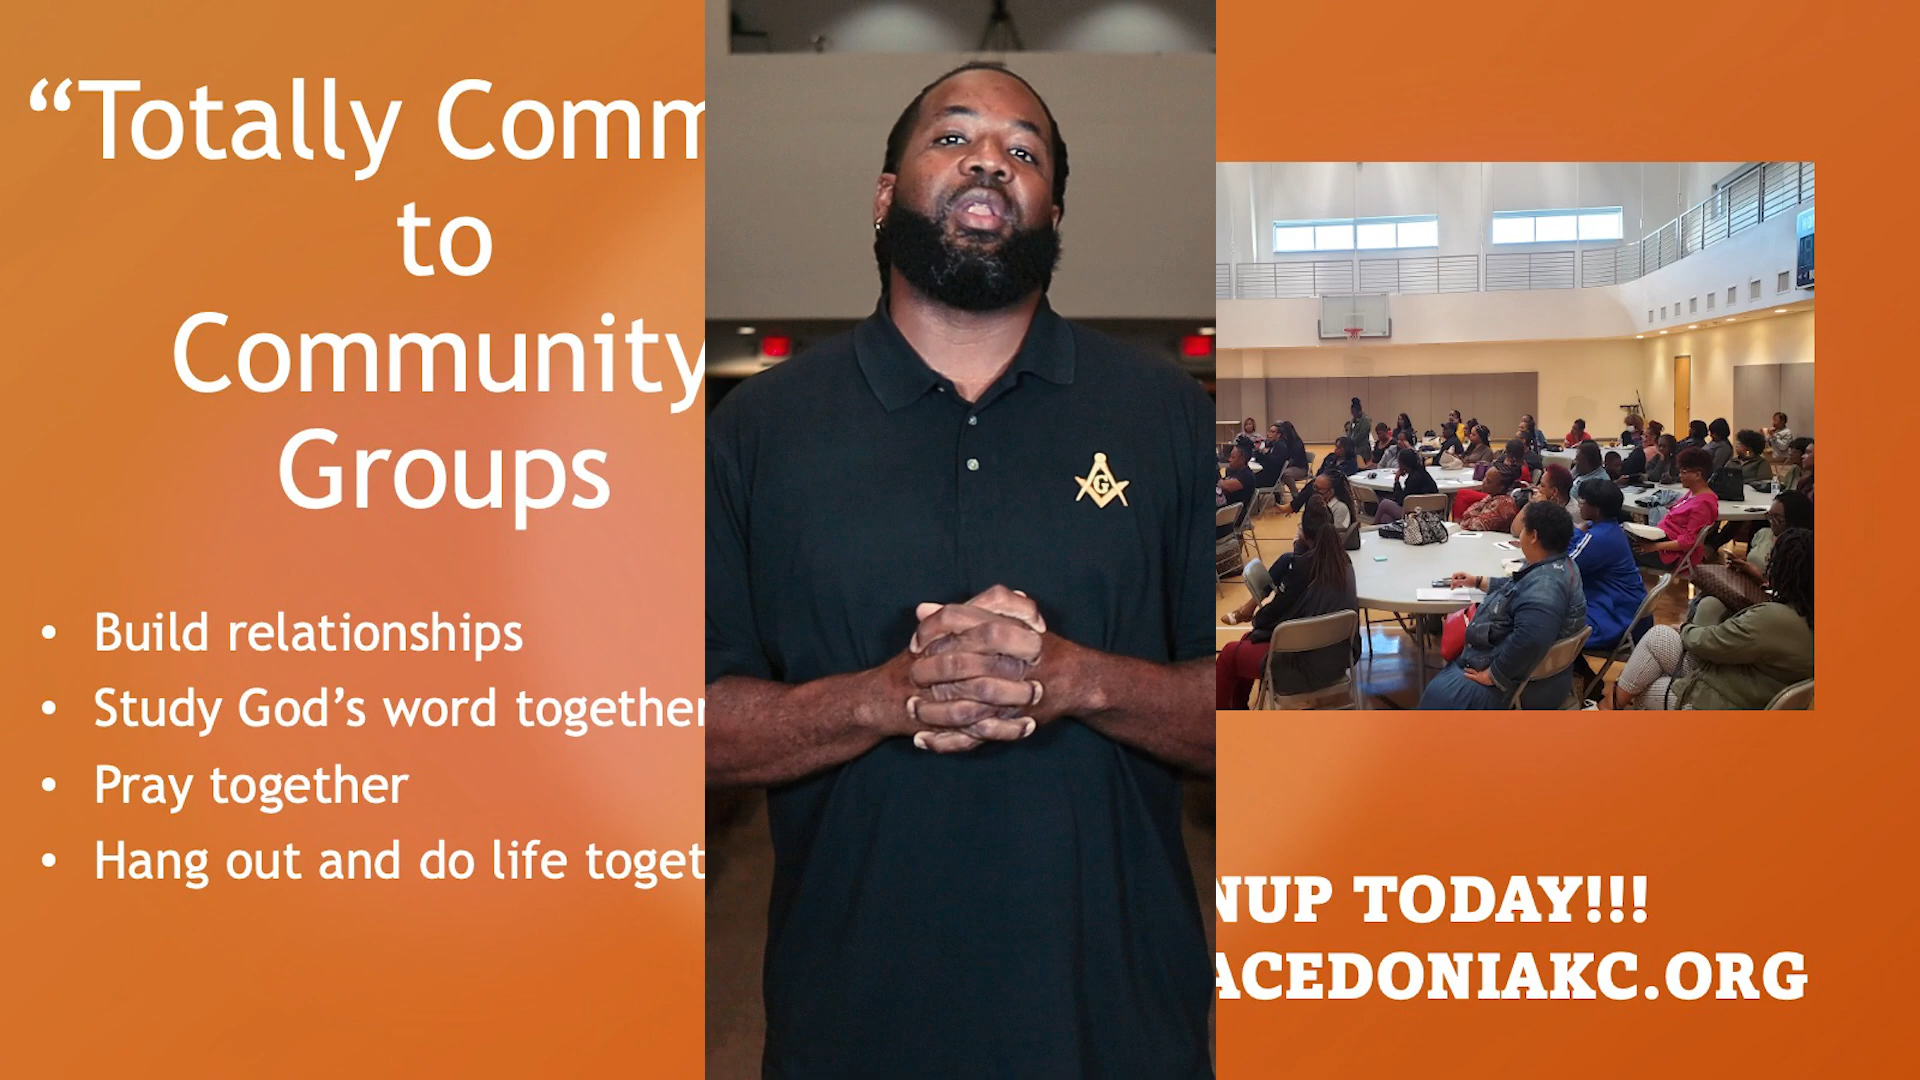 “Totally Comm
to
Community
Groups
• Build relationships
• Study God’s word together
• Pray together
• Hang out and do life toget
G
NUP TODAY!!!
ACEDONIAKC.ORG